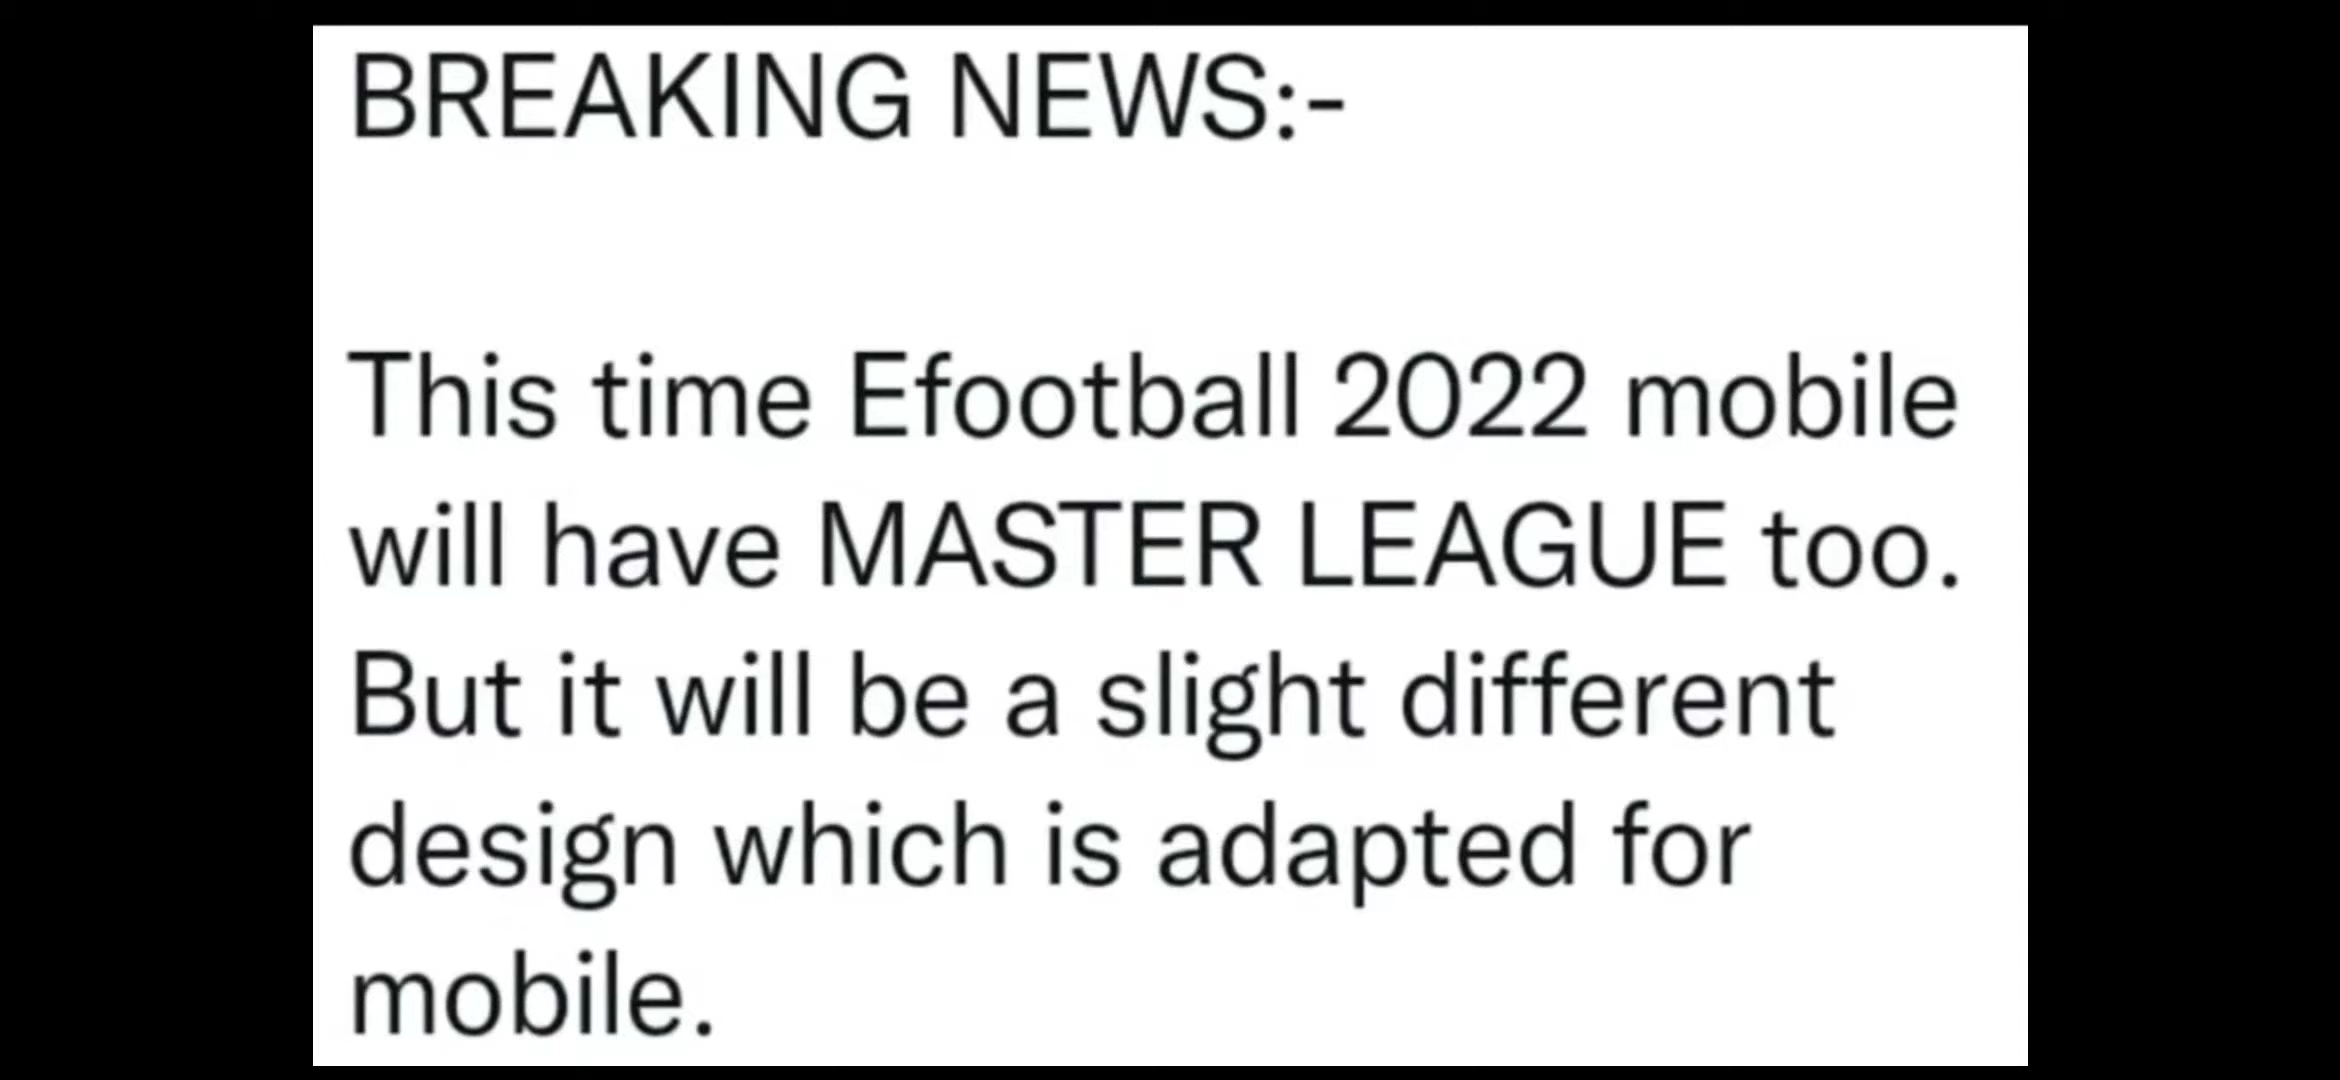 BREAKING NEWS:-
This time Efootball 2022 mobile
will have MASTER LEAGUE too.
But it will be a slight different
design which is adapted for
mobile.